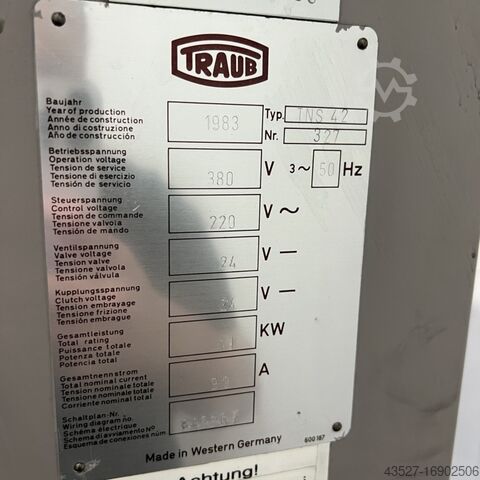 TRAUB
Baujahr
Year of production
Année de construction
Anno di costruzione
Año de construcción
1983
Typ. TNS 42
Nr. 327
Betriebsspannung
Operation voltage
Tension de service
Tensione di esercizio
Tensión de servicio
380 V 3~ 50 Hz
Steuerspannung
Control voltage
Tension de commande
Tensione valvola
Tensión de mando
220 V ~
Ventilspannung
Valve voltage
Tension valve
Tensione valvola
Tensión válvula
24 V —
Kupplungsspannung
Clutch voltage
Tension embrayage
Tensione frizione
Tensión embrague
24 V —
Gesamtleistung
Total rating
Puissance totale
Potenza totale
Potencia total
KW
Gesamtnennstrom
Total nominal current
Tension nominale totale
Tensione nominale totale
Corriente nominal total
A
Schaltplan-Nr.
Wiring diagram no.
Schéma électrique
Schema di avviamento No
Esquema de conexiones núm
Made in Western Germany
600 187
Achtung!
43527-16902506